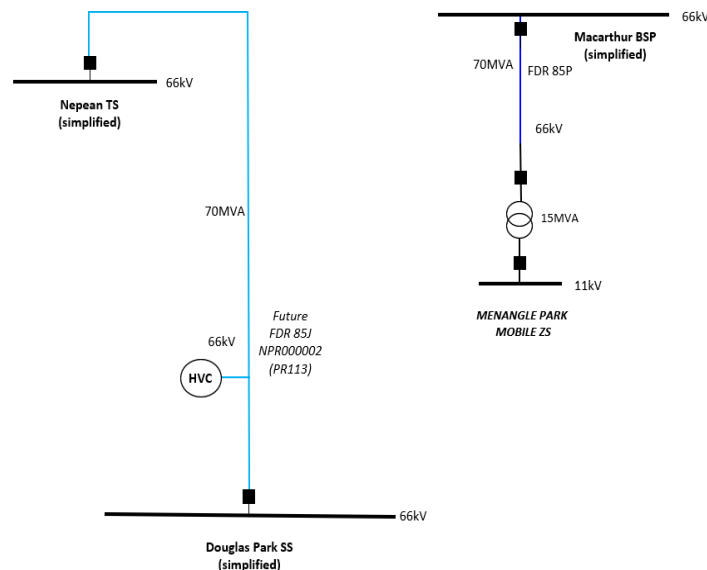 66kV
Macarthur BSP
(simplified)
70MVA
FDR 85P
66kV
Nepean TS
(simplified)
66kV
15MVA
11kV
MENANGLE PARK
MOBILE ZS
70MVA
Future
FDR 85J
NPR000002
(PR113)
66kV
HVC
66kV
Douglas Park SS
(simplified)